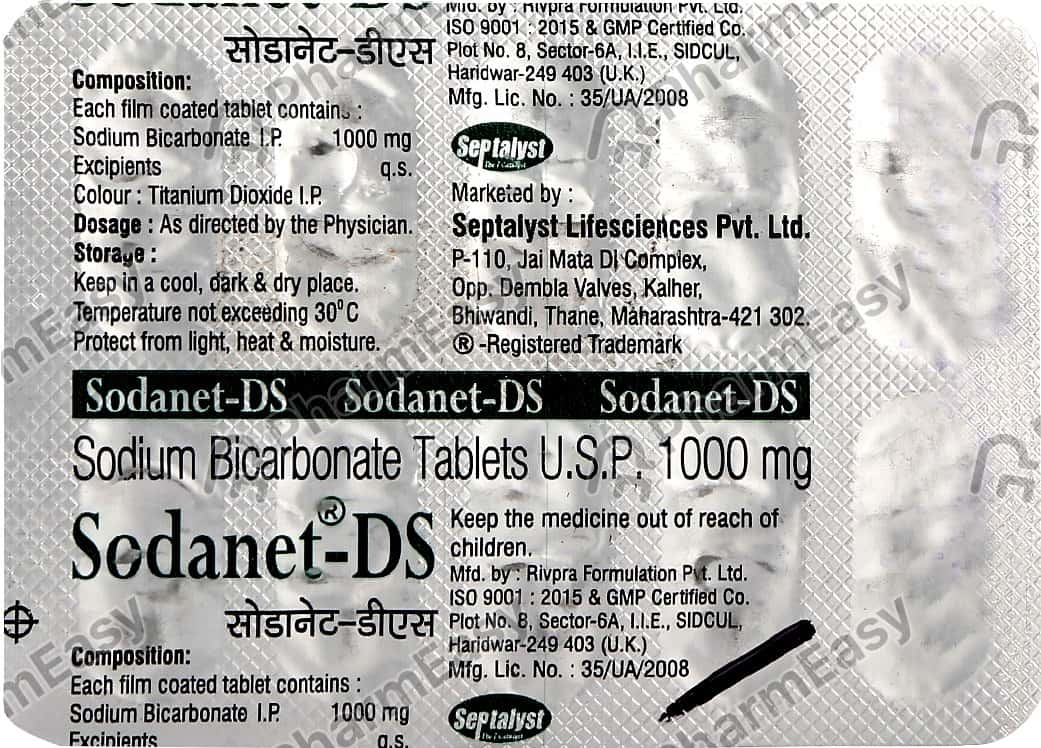 Sodanet-DS
सोडानेट-डीएस
Composition:
Each film coated tablet contains :
Sodium Bicarbonate I.P. 1000 mg
Excipients q.s.
Colour : Titanium Dioxide I.P.
Dosage : As directed by the Physician.
Storage :
Keep in a cool, dark & dry place.
Temperature not exceeding 30⁰C
Protect from light, heat & moisture.
Mfd. by : Rivpra Formulation Pvt. Ltd.
ISO 9001 : 2015 & GMP Certified Co.
Plot No. 8, Sector-6A, I.I.E., SIDCUL,
Haridwar-249 403 (U.K.)
Mfg. Lic. No. : 35/UA/2008
Septalyst
Marketed by :
Septalyst Lifesciences Pvt. Ltd.
P-110, Jai Mata Di Complex,
Opp. Dembla Valves, Kalher,
Bhiwandi, Thane, Maharashtra-421 302.
® -Registered Trademark
Sodanet-DS Sodanet-DS Sodanet-DS
Sodium Bicarbonate Tablets U.S.P. 1000 mg
Sodanet®-DS
सोडानेट-डीएस
Composition:
Each film coated tablet contains :
Sodium Bicarbonate I.P. 1000 mg
Excipients q.s.
Keep the medicine out of reach of
children.
Mfd. by : Rivpra Formulation Pvt. Ltd.
ISO 9001 : 2015 & GMP Certified Co.
Plot No. 8, Sector-6A, I.I.E., SIDCUL,
Haridwar-249 403 (U.K.)
Mfg. Lic. No. : 35/UA/2008
Septalyst
PharmEasy